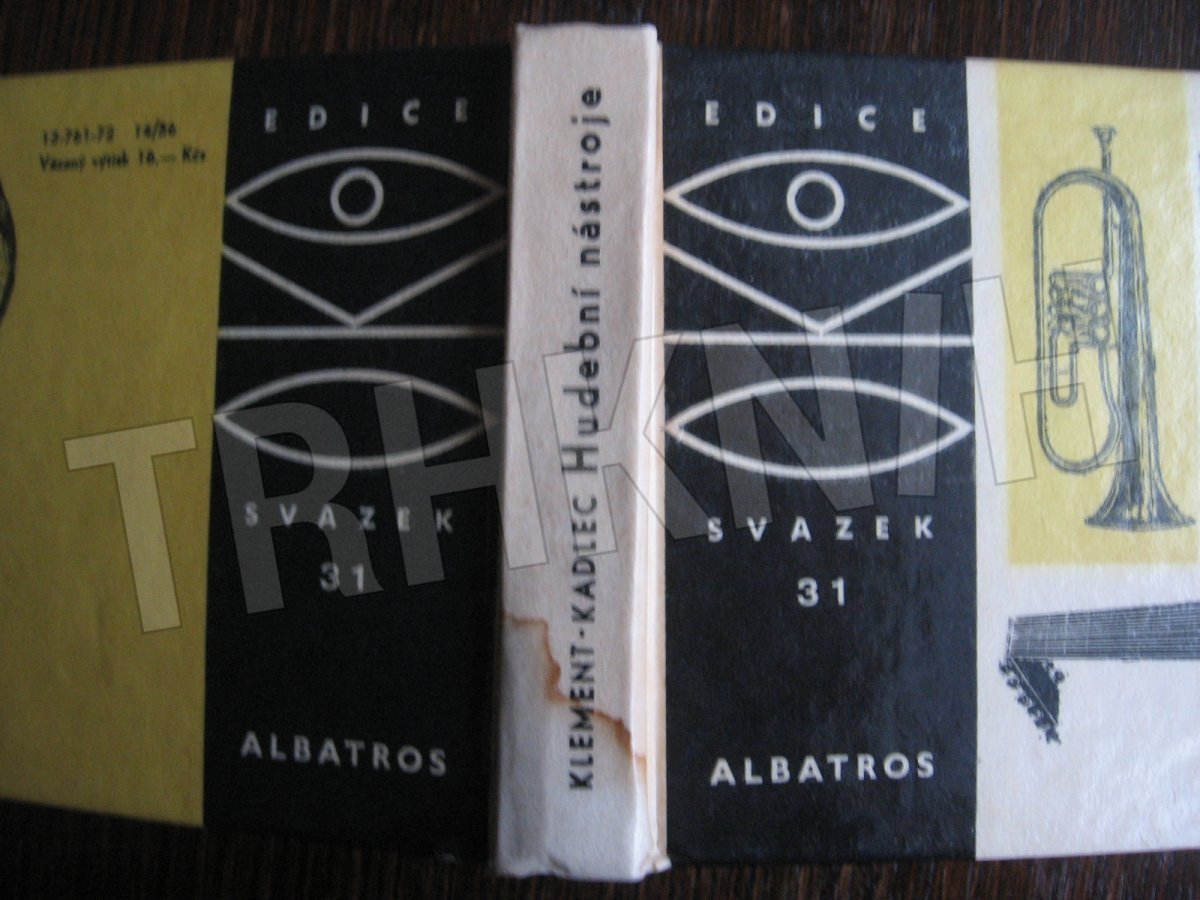 13-761-72 14/86
Vázaný výtisk 16,— Kčs
EDICE
SVAZEK
31
ALBATROS
KLEMENT-KADLEC Hudební nástroje
EDICE
SVAZEK
31
ALBATROS
TRHKNIH